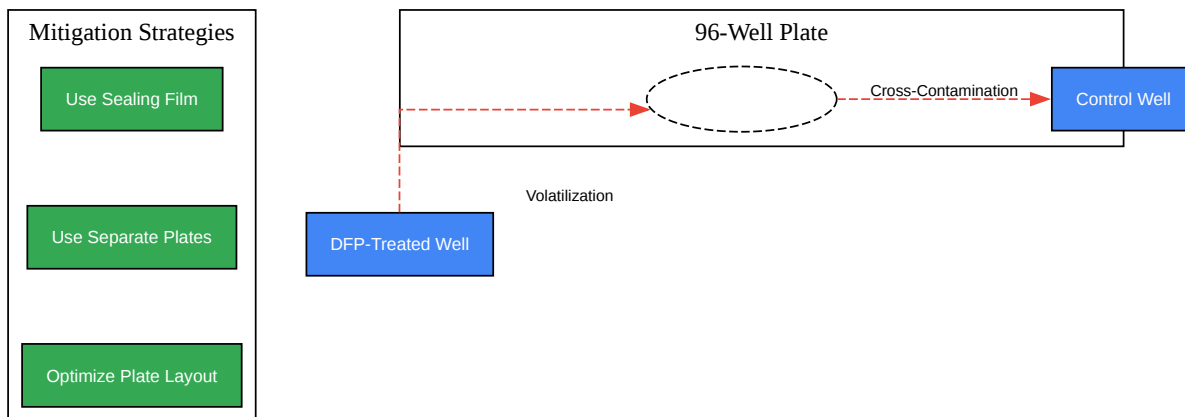 Mitigation Strategies
Use Sealing Film
Use Separate Plates
Optimize Plate Layout
96-Well Plate
Cross-Contamination
Control Well
Volatilization
DFP-Treated Well